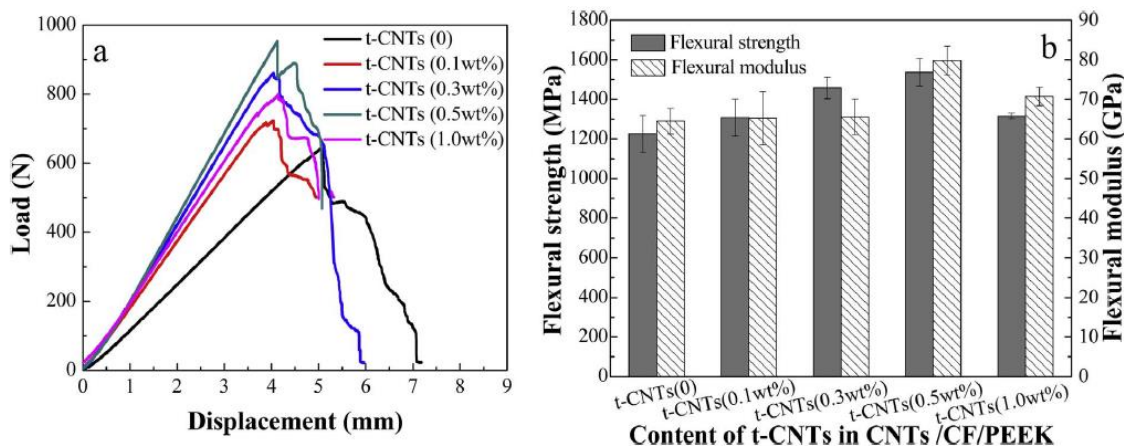 a
t-CNTs (0)
t-CNTs (0.1wt%)
t-CNTs (0.3wt%)
t-CNTs (0.5wt%)
t-CNTs (1.0wt%)
Load (N)
1000
800
600
400
200
0
0 1 2 3 4 5 6 7 8 9
Displacement (mm)
b
Flexural strength
Flexural modulus
Flexural strength (MPa)
1800
1600
1400
1200
1000
800
600
400
200
0
Flexural modulus (GPa)
90
80
70
60
50
40
30
20
10
0
t-CNTs(0)
t-CNTs(0.1wt%)
t-CNTs(0.3wt%)
t-CNTs(0.5wt%)
t-CNTs(1.0wt%)
Content of t-CNTs in CNTs /CF/PEEK